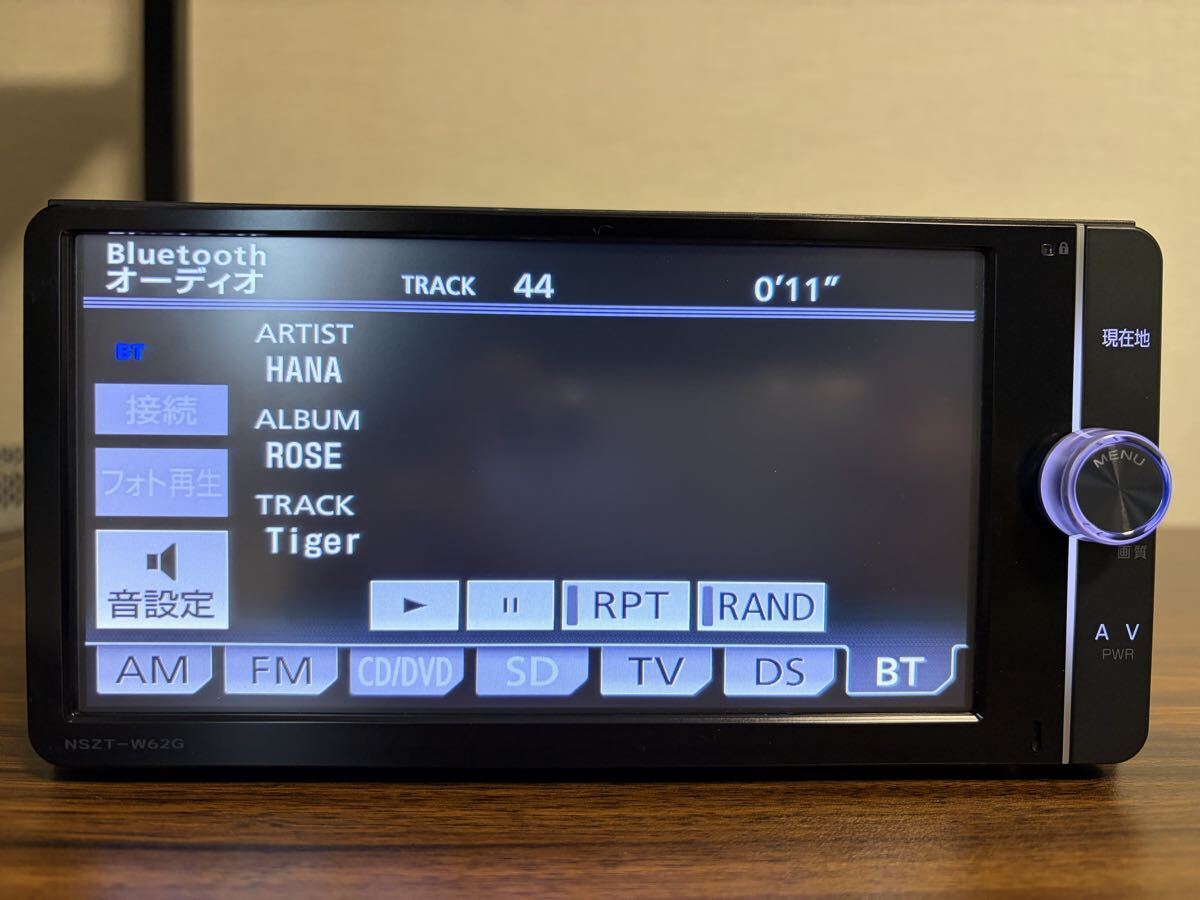 Bluetooth
オーディオ
TRACK 44 0'11"
BT
接続
フォト再生
音設定
ARTIST
HANA
ALBUM
ROSE
TRACK
Tiger
RPT
RAND
AM FM CD/DVD SD TV DS BT
NSZT-W62G
現在地
MENU
画質
A V
PWR